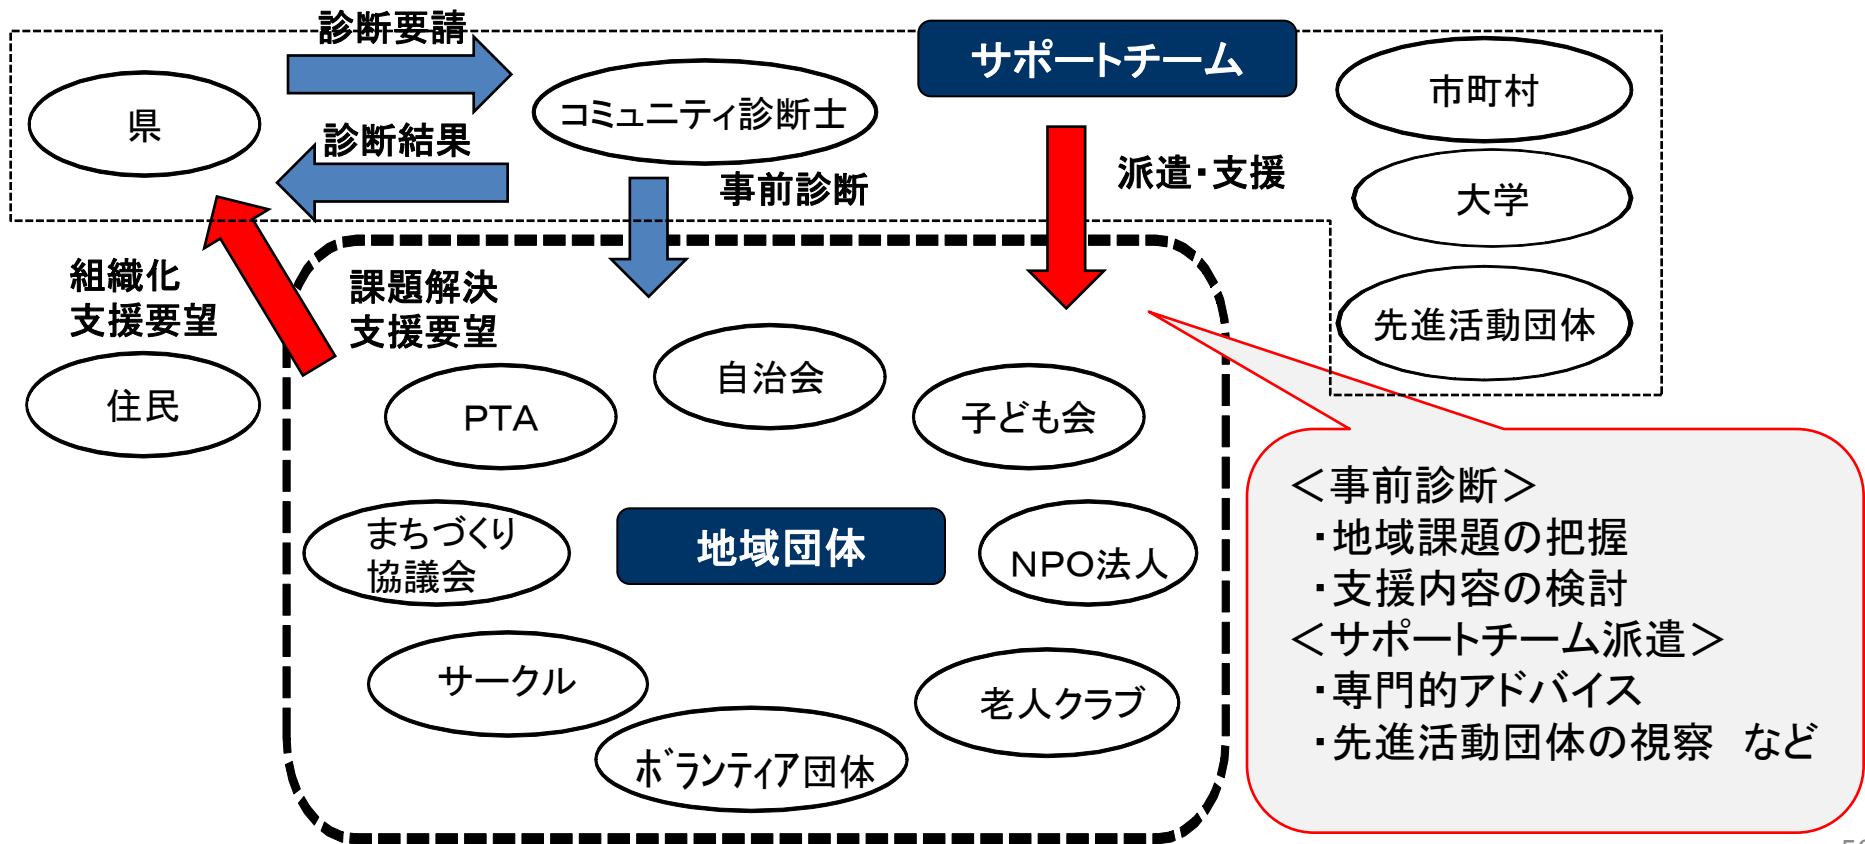 診断要請
サポートチーム
県
コミュニティ診断士
市町村
診断結果
事前診断
派遣・支援
大学
組織化
支援要望
課題解決
支援要望
先進活動団体
住民
PTA
自治会
子ども会
まちづくり
協議会
地域団体
NPO法人
サークル
ボランティア団体
老人クラブ
＜事前診断＞
・地域課題の把握
・支援内容の検討
＜サポートチーム派遣＞
・専門的アドバイス
・先進活動団体の視察　など